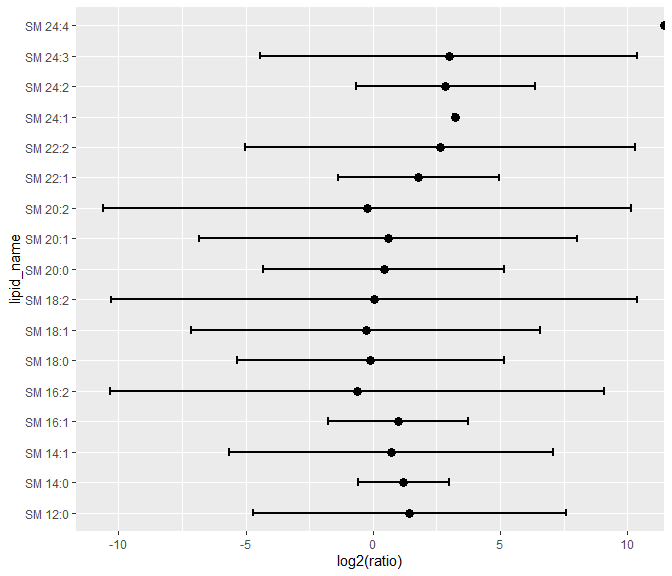 SM 24:4
SM 24:3
SM 24:2
SM 24:1
SM 22:2
SM 22:1
SM 20:2
SM 20:1
SM 20:0
SM 18:2
SM 18:1
SM 18:0
SM 16:2
SM 16:1
SM 14:1
SM 14:0
SM 12:0
lipid_name
-10 -5 0 5 10
log2(ratio)